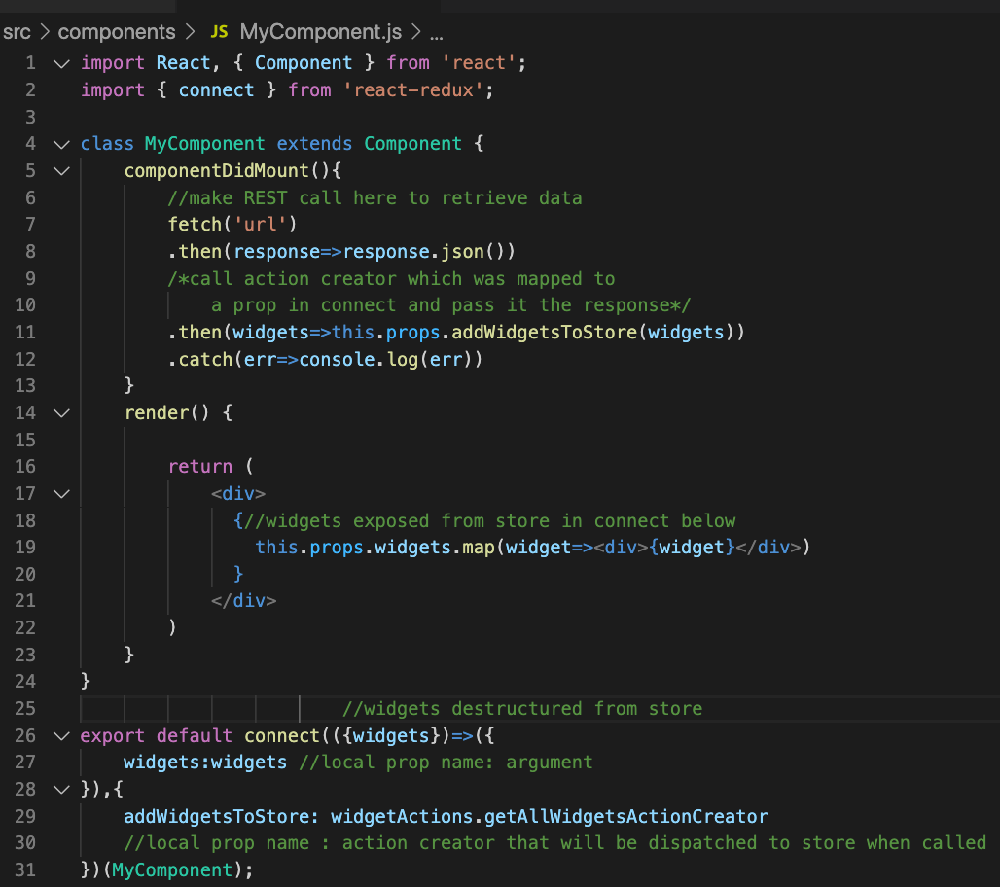 src > components > JS MyComponent.js > ...
1 import React, { Component } from 'react';
2 import { connect } from 'react-redux';
3
4 class MyComponent extends Component {
5     componentDidMount(){
6         //make REST call here to retrieve data
7         fetch('url')
8         .then(response=>response.json())
9         /*call action creator which was mapped to
10             a prop in connect and pass it the response*/
11         .then(widgets=>this.props.addWidgetsToStore(widgets))
12         .catch(err=>console.log(err))
13     }
14     render() {
15
16         return (
17             <div>
18               {//widgets exposed from store in connect below
19                 this.props.widgets.map(widget=><div>{widget}</div>)
20               }
21             </div>
22         )
23     }
24 }
25                         //widgets destructured from store
26 export default connect(({widgets})=>({
27     widgets:widgets //local prop name: argument
28 }),{
29     addWidgetsToStore: widgetActions.getAllWidgetsActionCreator
30     //local prop name : action creator that will be dispatched to store when called
31 })(MyComponent);